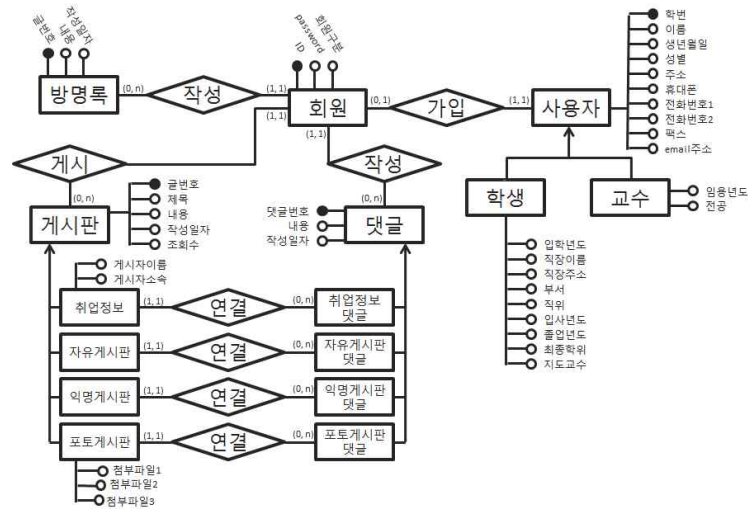 글번호
내용
작성일자
ID
password
회원구분
학번
이름
생년월일
성별
주소
휴대폰
전화번호1
전화번호2
팩스
email주소
방명록
(0, n)
작성
(1, 1)
회원
(0, 1)
가입
(1, 1)
사용자
(1, 1)
(1, 1)
게시
작성
(0, n)
(0, n)
게시판
글번호
제목
내용
작성일자
조회수
댓글번호
내용
작성일자
댓글
학생
교수
임용년도
전공
입학년도
직장이름
직장주소
부서
직위
입사년도
졸업년도
최종학위
지도교수
게시자이름
게시자소속
취업정보
(1, 1)
연결
(0, n)
취업정보
댓글
자유게시판
(1, 1)
연결
(0, n)
자유게시판
댓글
익명게시판
(1, 1)
연결
(0, n)
익명게시판
댓글
포토게시판
(1, 1)
연결
(0, n)
포토게시판
댓글
첨부파일1
첨부파일2
첨부파일3